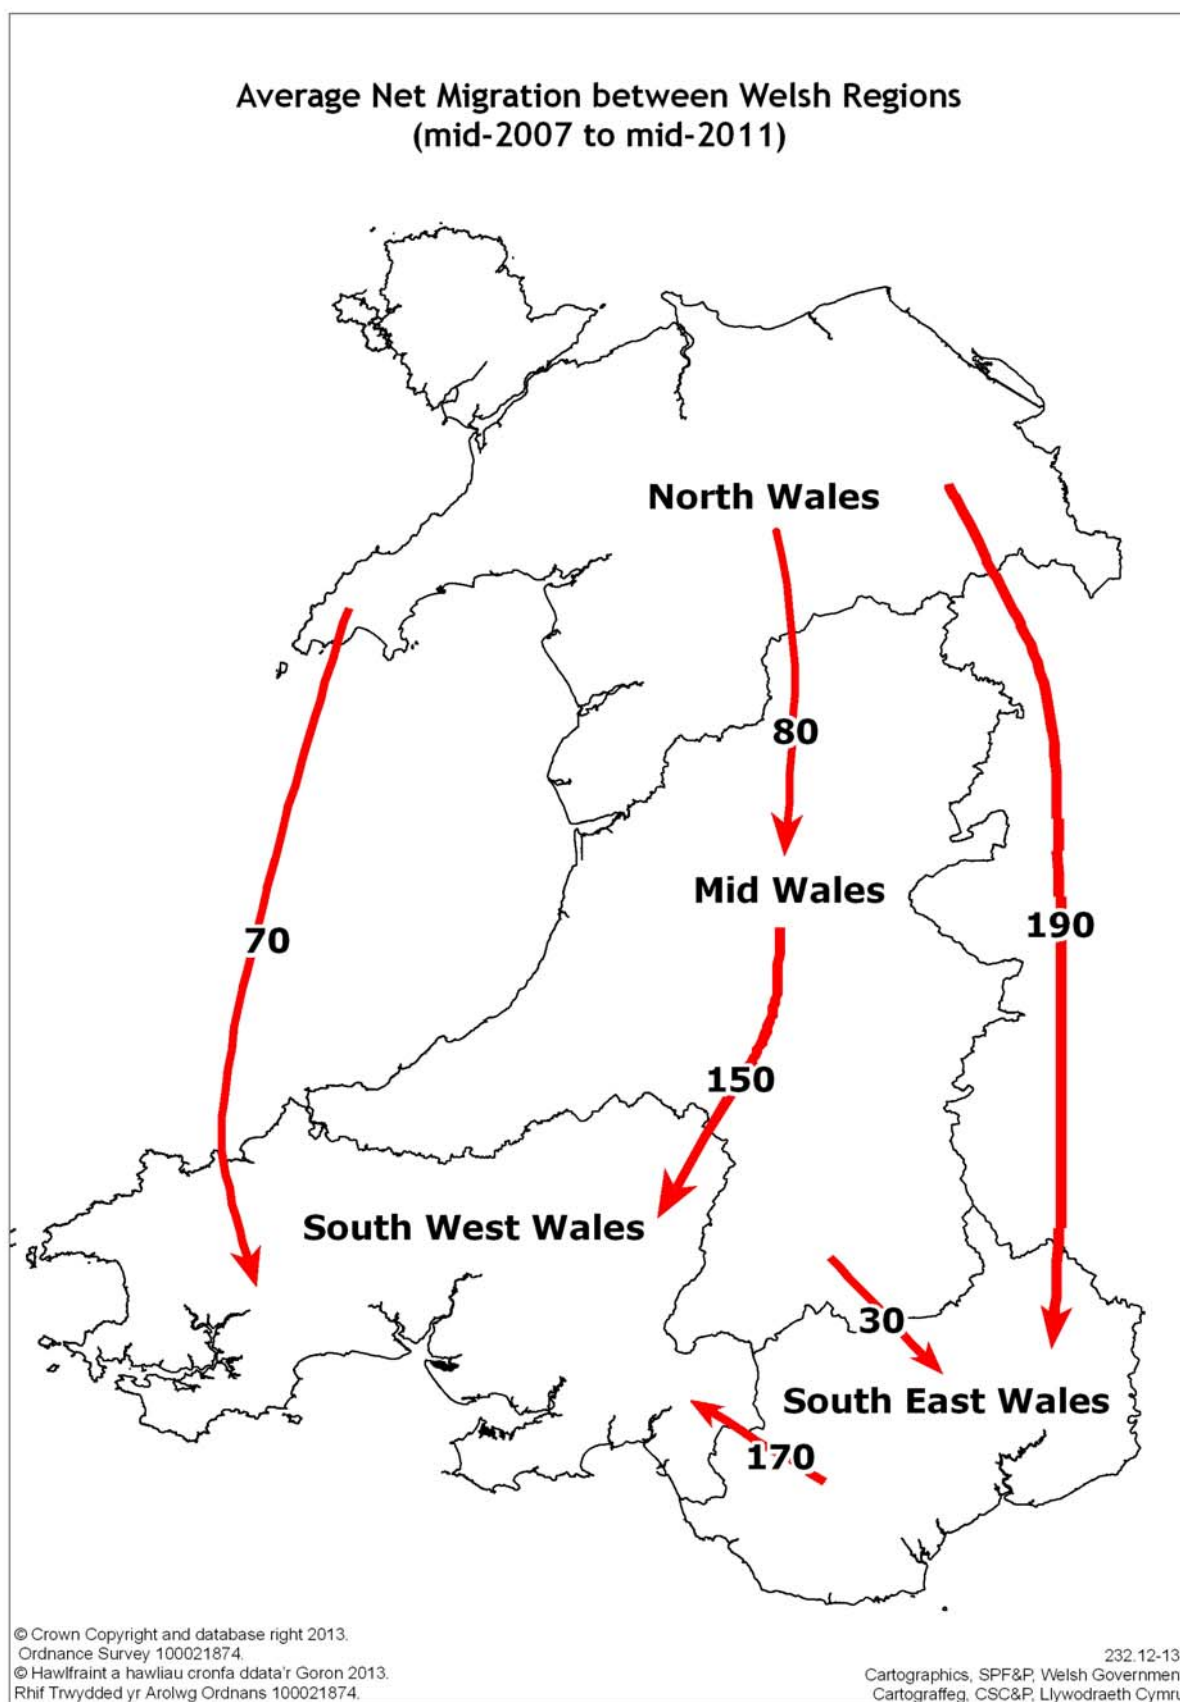 Average Net Migration between Welsh Regions
(mid-2007 to mid-2011)
North Wales
80
Mid Wales
70
190
150
South West Wales
30
South East Wales
170
© Crown Copyright and database right 2013.
Ordnance Survey 100021874.
© Hawlfraint a hawliau cronfa ddata'r Goron 2013.
Rhif Trwydded yr Arolwg Ordnans 100021874.
232.12-13
Cartographics, SPF&P, Welsh Governmen
Cartograffeg, CSC&P, Llywodraeth Cymru